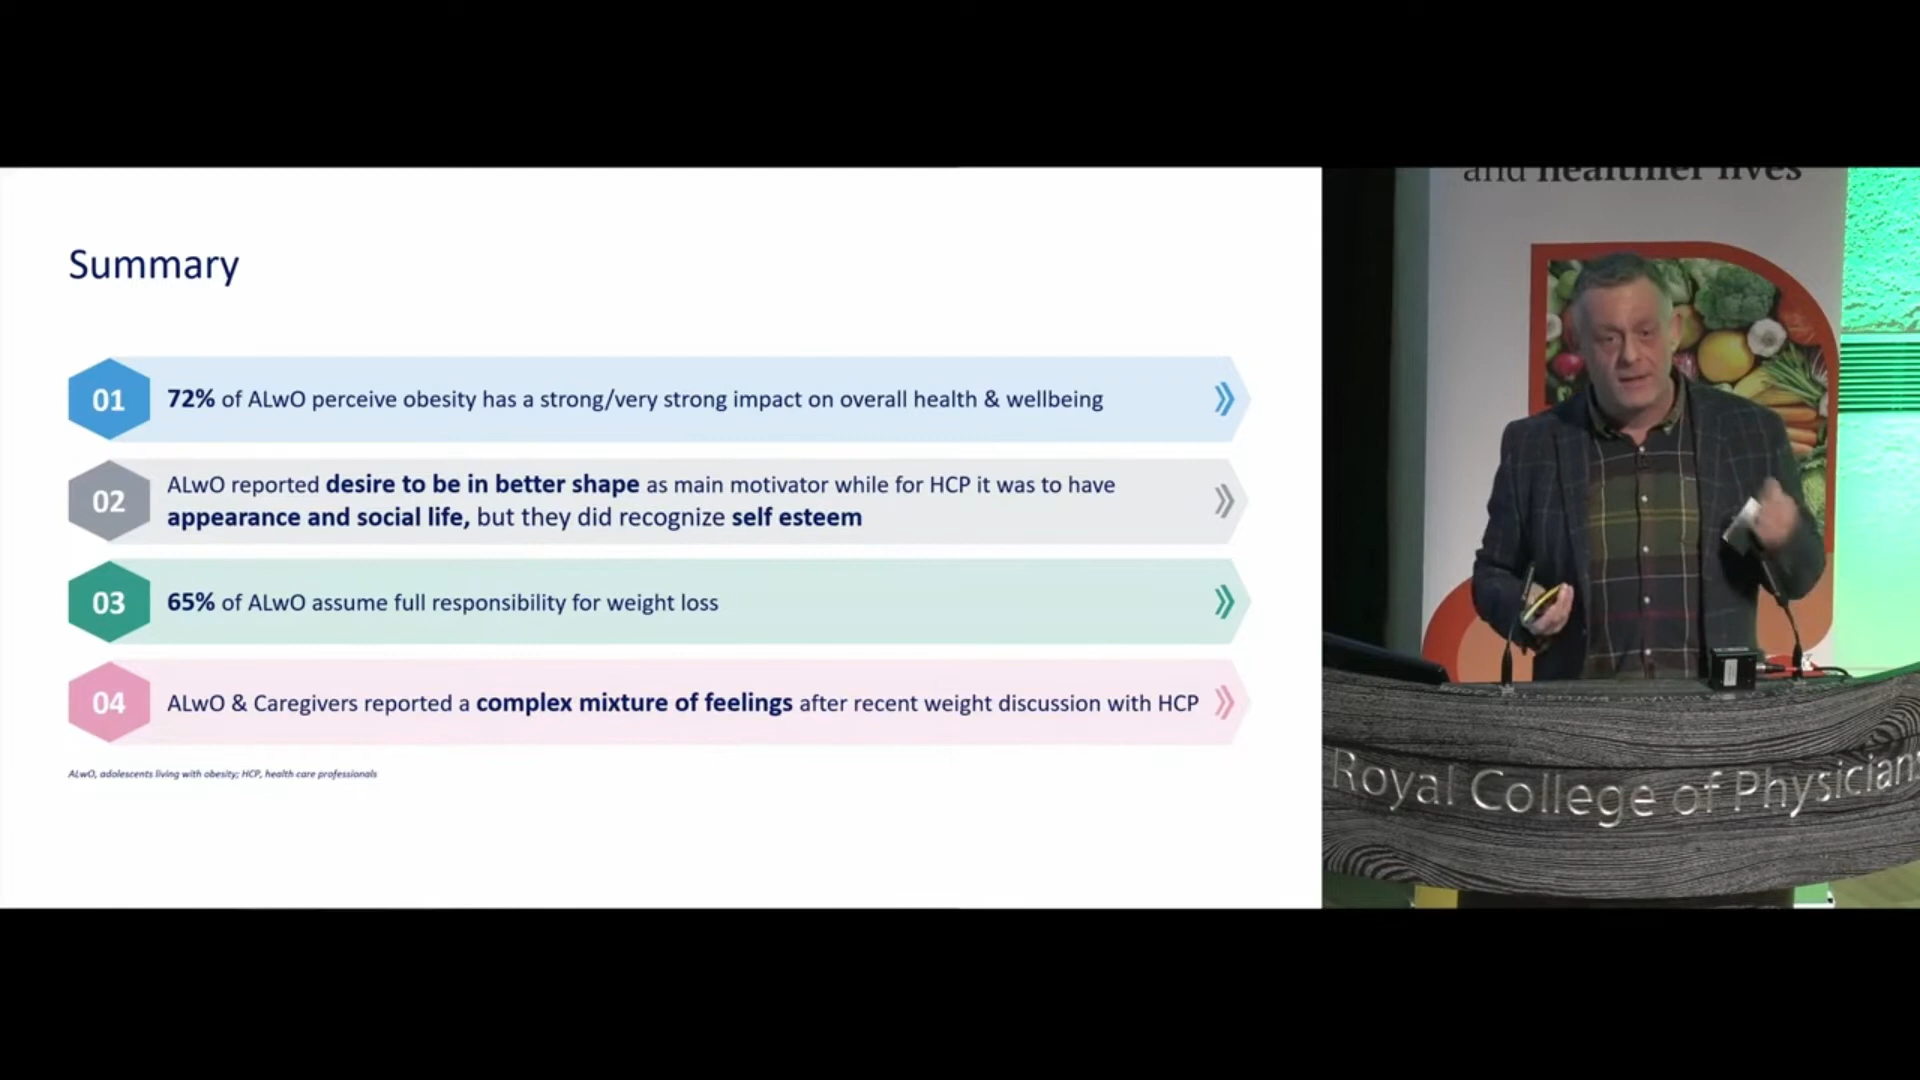 and healthier lives
Summary
01
72% of ALwO perceive obesity has a strong/very strong impact on overall health & wellbeing
02
ALwO reported desire to be in better shape as main motivator while for HCP it was to have
appearance and social life, but they did recognize self esteem
03
65% of ALwO assume full responsibility for weight loss
04
ALwO & Caregivers reported a complex mixture of feelings after recent weight discussion with HCP
ALwO, adolescents living with obesity; HCP, health care professionals
Royal College of Physicians